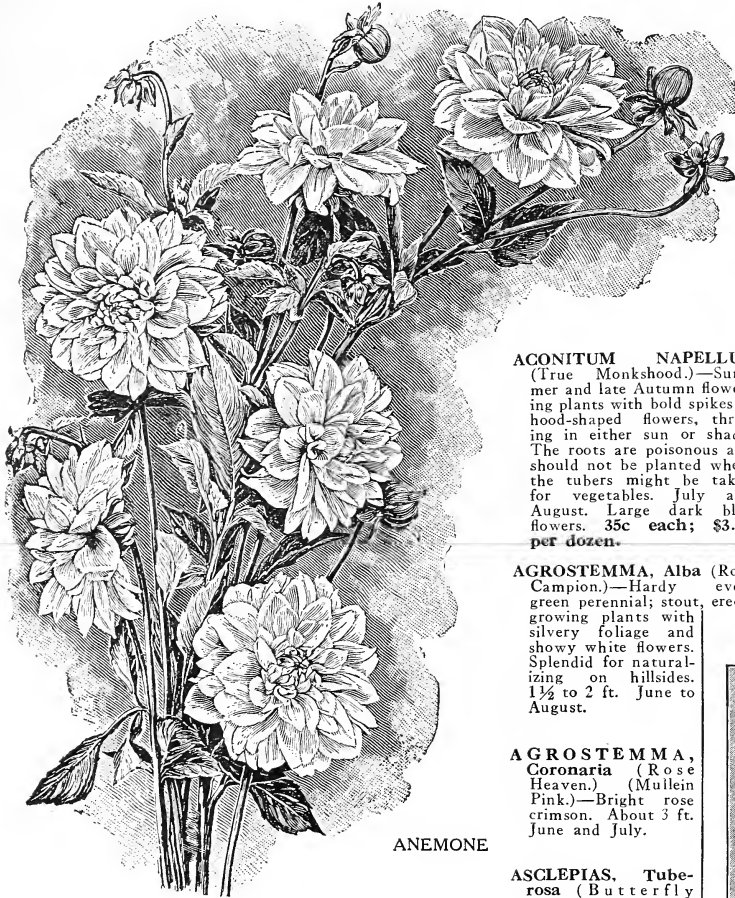 ACONITUM NAPELLU
(True Monkshood.)—Sum
mer and late Autumn flowe
ing plants with bold spikes
hood-shaped flowers, thri
ing in either sun or shad
The roots are poisonous a
should not be planted whe
the tubers might be tak
for vegetables. July a
August. Large dark bl
flowers. 35c each; $3.
per dozen.
AGROSTEMMA, Alba (Ro
Campion.)—Hardy eve
green perennial; stout, erec
growing plants with
silvery foliage and
showy white flowers.
Splendid for natural-
izing on hillsides.
1½ to 2 ft. June to
August.
AGROSTEMMA,
Coronaria (Rose
Heaven.) (Mullein
Pink.)—Bright rose
crimson. About 3 ft.
June and July.
ANEMONE
ASCLEPIAS, Tube-
rosa (Butterfly